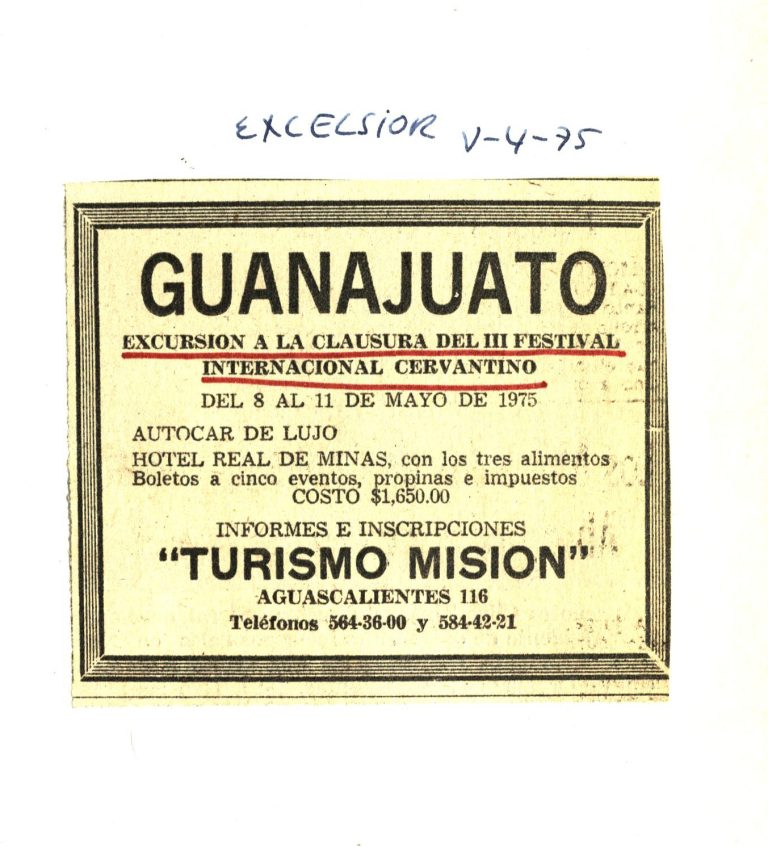 EXCELSIOR V-4-75
GUANAJUATO
EXCURSION A LA CLAUSURA DEL III FESTIVAL
INTERNACIONAL CERVANTINO
DEL 8 AL 11 DE MAYO DE 1975
AUTOCAR DE LUJO
HOTEL REAL DE MINAS, con los tres alimentos,
Boletos a cinco eventos, propinas e impuestos
COSTO $1,650.00
INFORMES E INSCRIPCIONES
"TURISMO MISION"
AGUASCALIENTES 116
Teléfonos 564-36-00 y 584-42-21